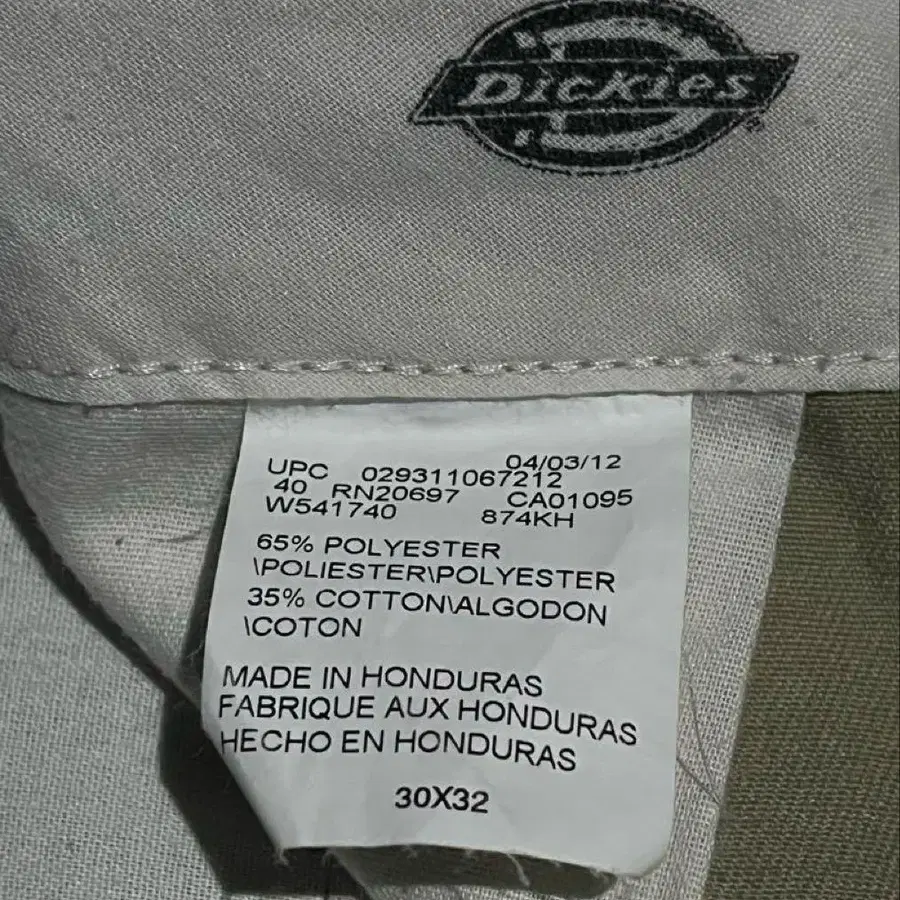 Dickies
04/03/12
UPC 029311067212
40 RN20697 CA01095
W541740 874KH
65% POLYESTER
\POLIESTER\POLYESTER
35% COTTON\ALGODON
\COTON
MADE IN HONDURAS
FABRIQUE AUX HONDURAS
HECHO EN HONDURAS
30X32